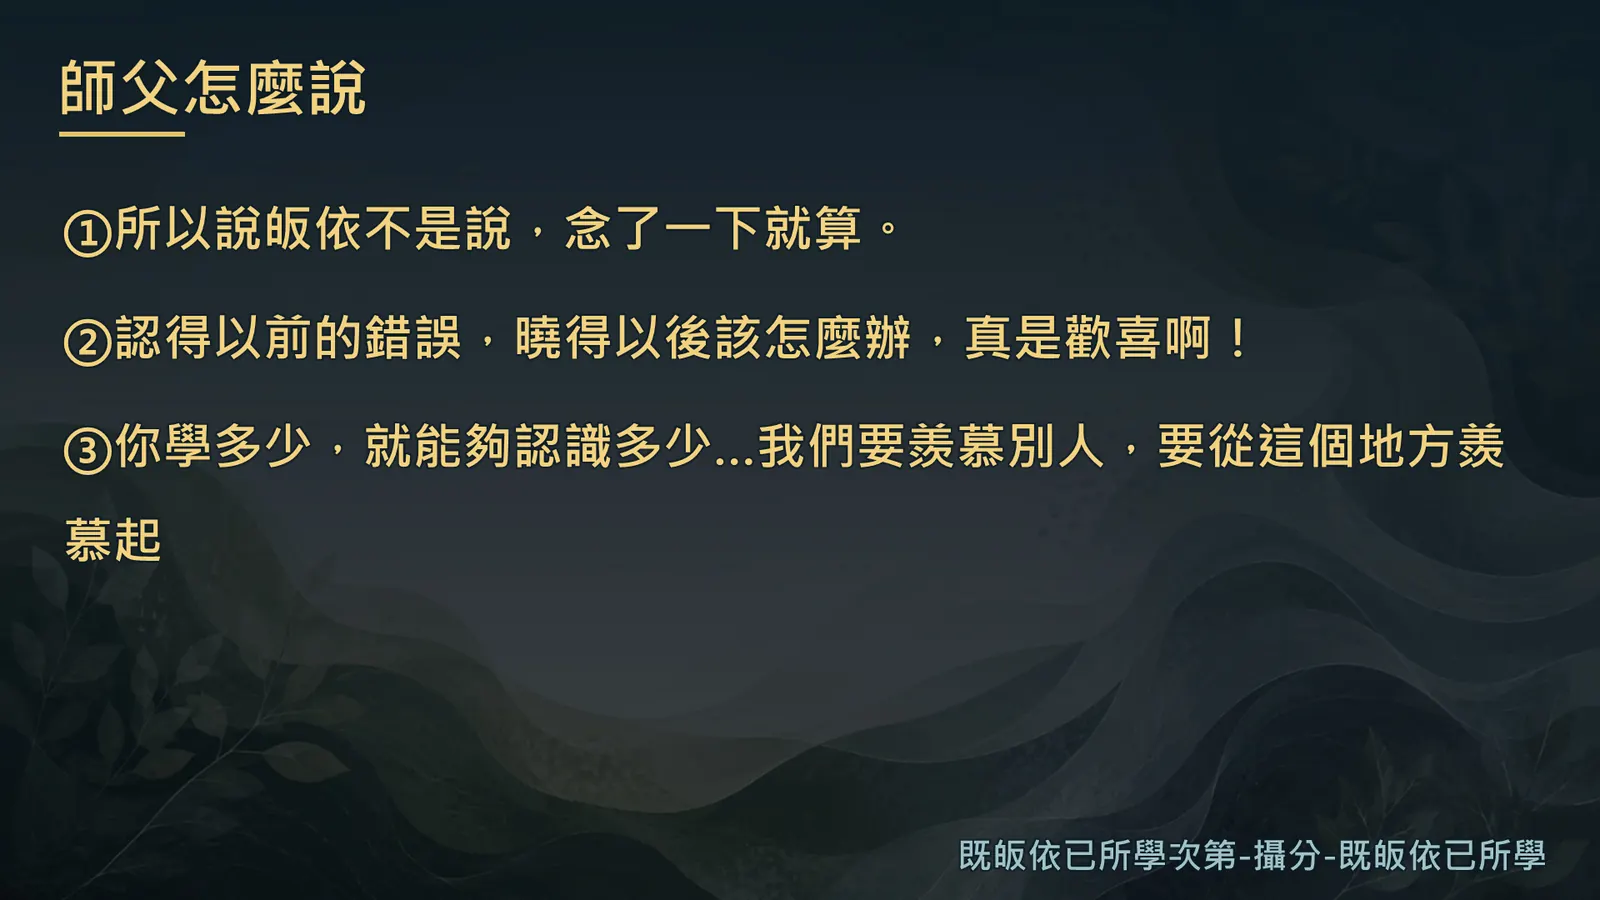 師父怎麼說
①所以說皈依不是說，念了一下就算。
②認得以前的錯誤，曉得以後該怎麼辦，真是歡喜啊！
③你學多少，就能夠認識多少...我們要羨慕別人，要從這個地方羨
慕起
既皈依已所學次第-攝分-既皈依已所學